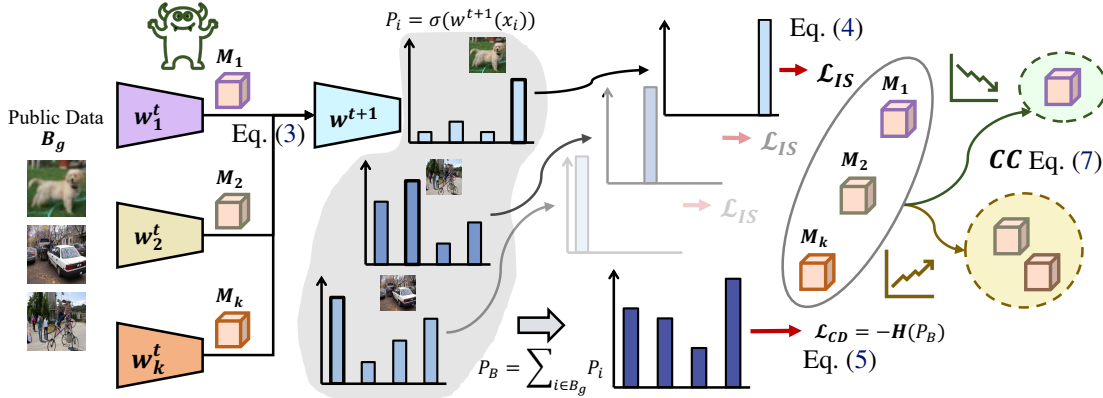 P_i = σ(w^{t+1}(x_i))
Eq. (4)
M_1
L_IS
M_1
Public Data
B_g
w_1^t
Eq. (3)
w^{t+1}
L_IS
CC Eq. (7)
M_2
M_2
w_2^t
L_IS
M_k
M_k
w_k^t
P_B = ∑_{i∈B_g} P_i
L_CD = −H(P_B)
Eq. (5)